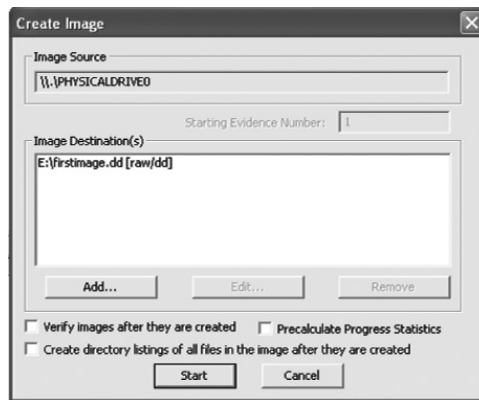 Create Image
Image Source
\\.\PHYSICALDRIVE0
Starting Evidence Number: 1
Image Destination(s)
E:\firstimage.dd [raw/dd]
Add... Edit... Remove
Verify images after they are created Precalculate Progress Statistics
Create directory listings of all files in the image after they are created
Start Cancel